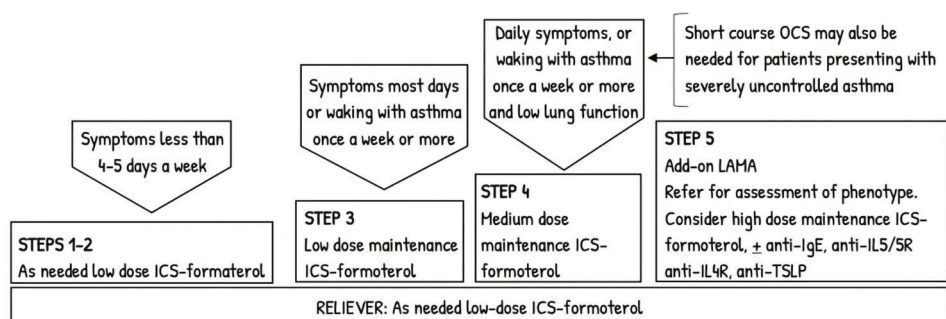 Symptoms less than
4-5 days a week
Symptoms most days
or waking with asthma
once a week or more
Daily symptoms, or
waking with asthma
once a week or more
and low lung function
Short course OCS may also be
needed for patients presenting with
severely uncontrolled asthma
STEPS 1-2
As needed low dose ICS-formaterol
STEP 3
Low dose maintenance
ICS-formoterol
STEP 4
Medium dose
maintenance ICS-
formoterol
STEP 5
Add-on LAMA
Refer for assessment of phenotype.
Consider high dose maintenance ICS-
formoterol, ± anti-IgE, anti-IL5/5R
anti-IL4R, anti-TSLP
RELIEVER: As needed low-dose ICS-formoterol